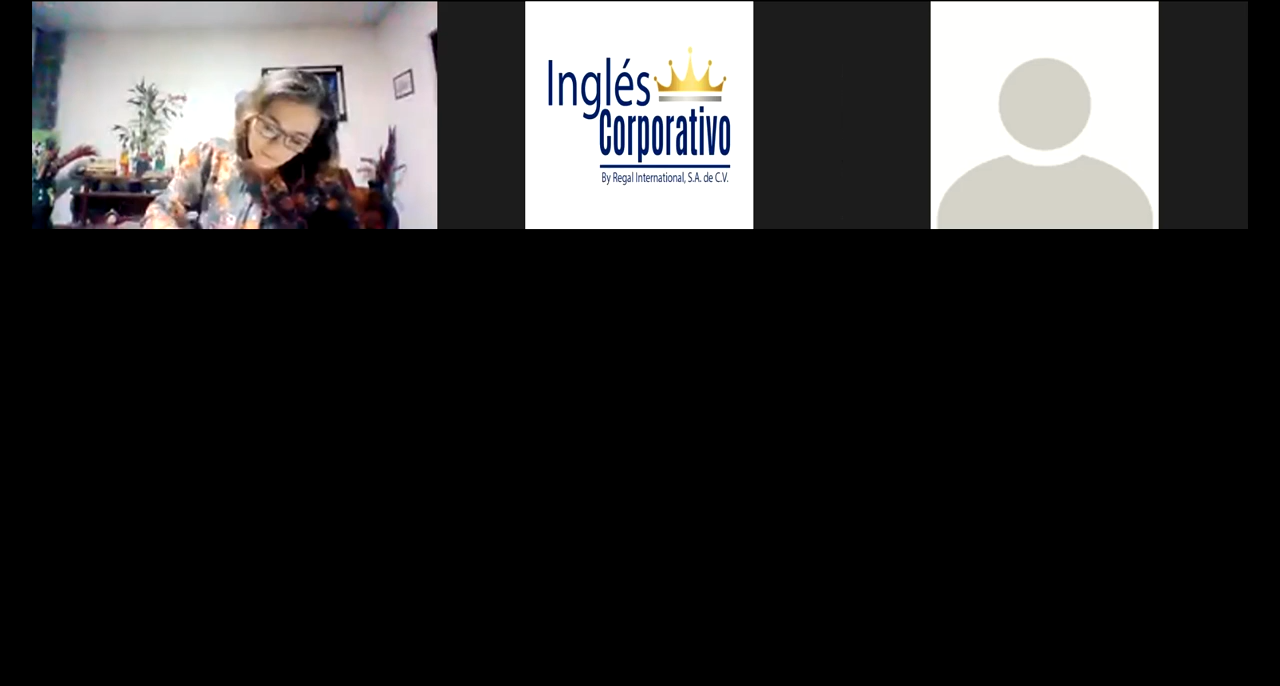 Inglés
Corporativo
By Regal International, S.A. de C.V.